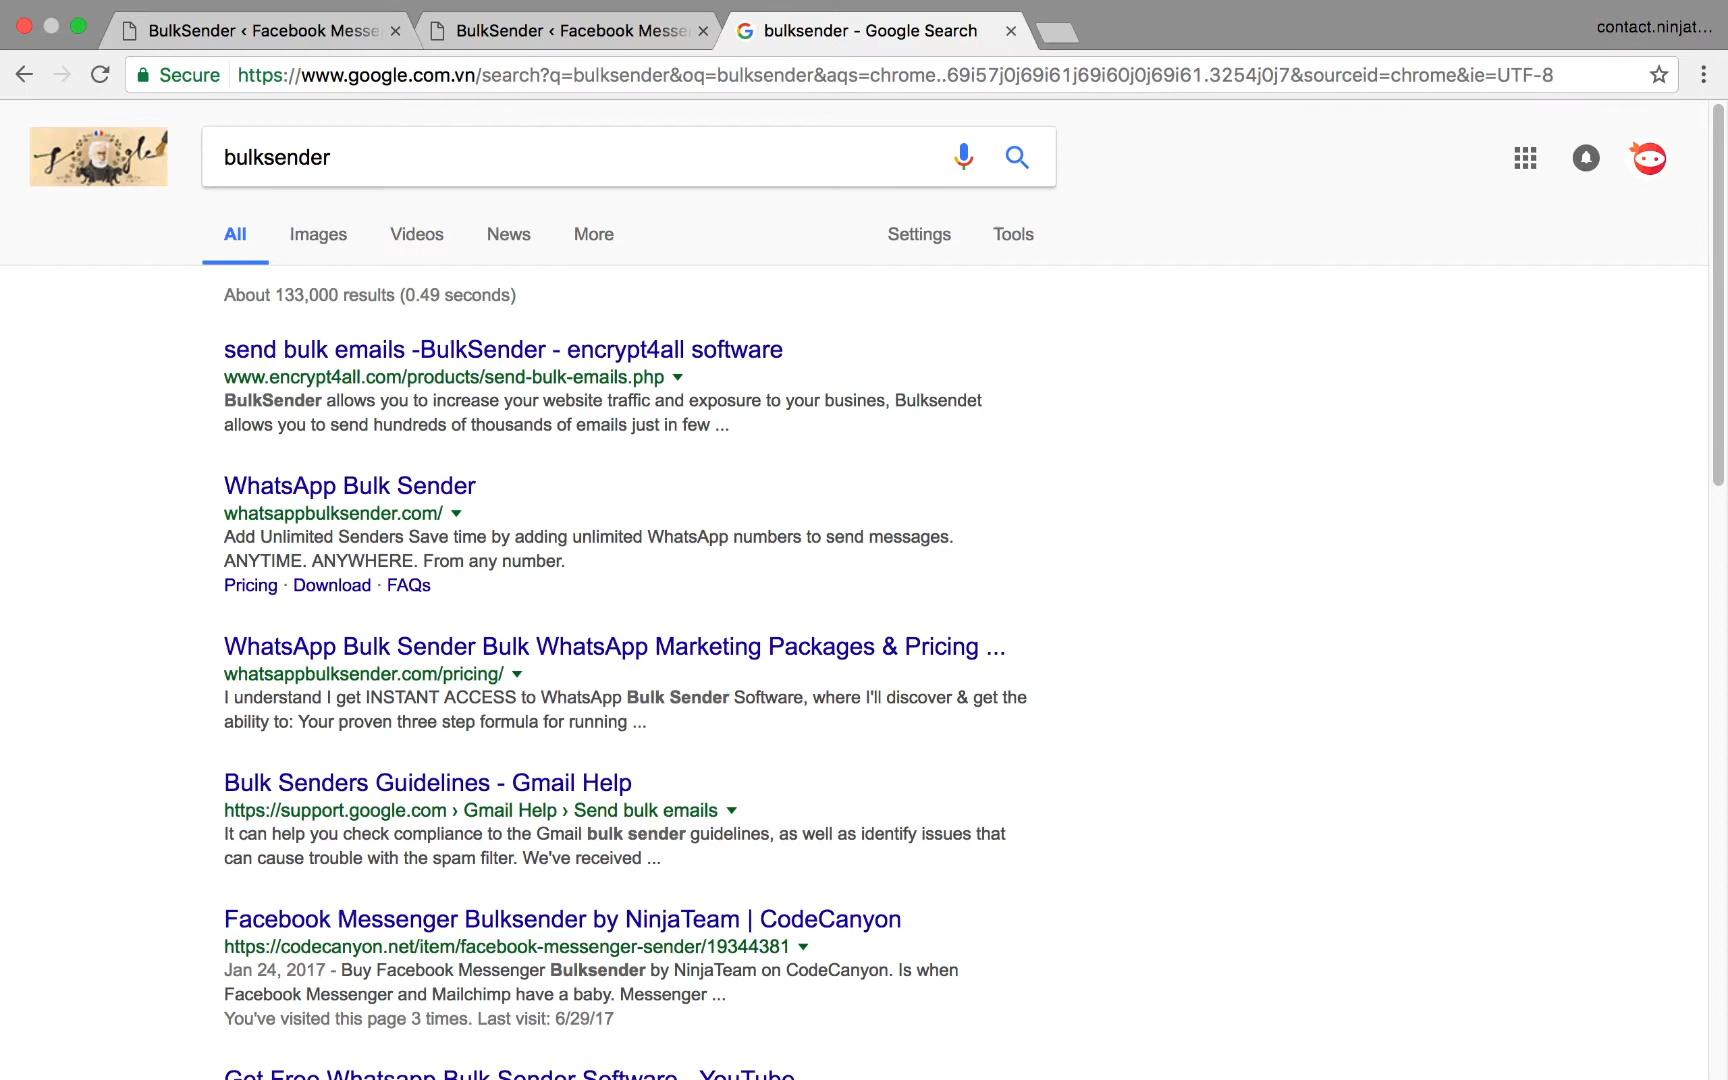 BulkSender ‹ Facebook Messe
BulkSender ‹ Facebook Messe
bulksender - Google Search
contact.ninjat...
Secure
https://www.google.com.vn/search?q=bulksender&oq=bulksender&aqs=chrome..69i57j0j69i61j69i60j0j69i61.3254j0j7&sourceid=chrome&ie=UTF-8
bulksender
All Images Videos News More Settings Tools
About 133,000 results (0.49 seconds)
send bulk emails -BulkSender - encrypt4all software
www.encrypt4all.com/products/send-bulk-emails.php
BulkSender allows you to increase your website traffic and exposure to your busines, Bulksendet
allows you to send hundreds of thousands of emails just in few ...
WhatsApp Bulk Sender
whatsappbulksender.com/
Add Unlimited Senders Save time by adding unlimited WhatsApp numbers to send messages.
ANYTIME. ANYWHERE. From any number.
Pricing · Download · FAQs
WhatsApp Bulk Sender Bulk WhatsApp Marketing Packages & Pricing ...
whatsappbulksender.com/pricing/
I understand I get INSTANT ACCESS to WhatsApp Bulk Sender Software, where I'll discover & get the
ability to: Your proven three step formula for running ...
Bulk Senders Guidelines - Gmail Help
https://support.google.com › Gmail Help › Send bulk emails
It can help you check compliance to the Gmail bulk sender guidelines, as well as identify issues that
can cause trouble with the spam filter. We've received ...
Facebook Messenger Bulksender by NinjaTeam | CodeCanyon
https://codecanyon.net/item/facebook-messenger-sender/19344381
Jan 24, 2017 - Buy Facebook Messenger Bulksender by NinjaTeam on CodeCanyon. Is when
Facebook Messenger and Mailchimp have a baby. Messenger ...
You've visited this page 3 times. Last visit: 6/29/17
Get Free Whatsapp Bulk Sender Software - YouTube